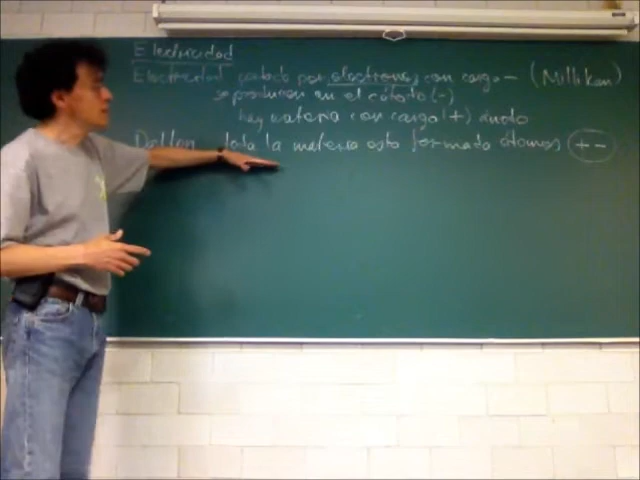 Electricidad
Electricidad portado por electrones con carga - (Millikan)
se producen en el cátodo (-)
hay materia con carga (+) ánodo
Dalton toda la materia esta formada átomos + -